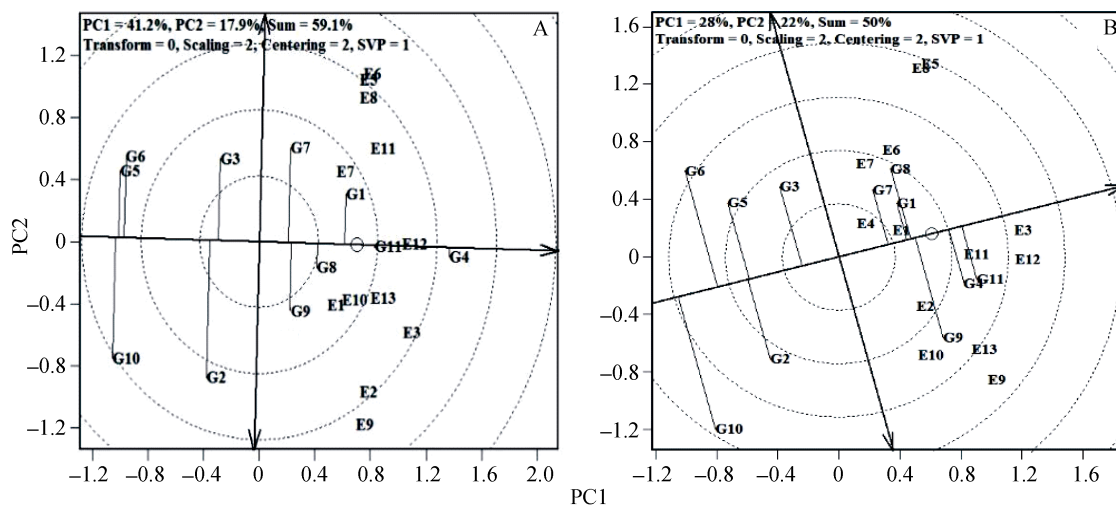 PC1 = 41.2%, PC2 = 17.9%, Sum = 59.1%
Transform = 0, Scaling = 2, Centering = 2, SVP = 1
A
1.2
0.8
0.4
0
−0.4
−0.8
−1.2
PC2
E6
E5
E8
E11
E7
G6
G5
G3
G7
G1
G11
E12
G4
G8
G9
E1
E10
E13
E3
G10
G2
E2
E9
−1.2
−0.8
−0.4
0
0.4
0.8
1.2
1.6
2.0
PC1 = 28%, PC2 = 22%, Sum = 50%
Transform = 0, Scaling = 2, Centering = 2, SVP = 1
B
1.6
1.2
0.8
0.4
0
−0.4
−0.8
−1.2
E5
E6
E7
G8
G6
G5
G3
G7
G1
E4
E1
E3
E11
E12
G4
G11
E2
G9
E10
E13
E9
G2
G10
−1.2
−0.8
−0.4
0
0.4
0.8
1.2
1.6
PC1